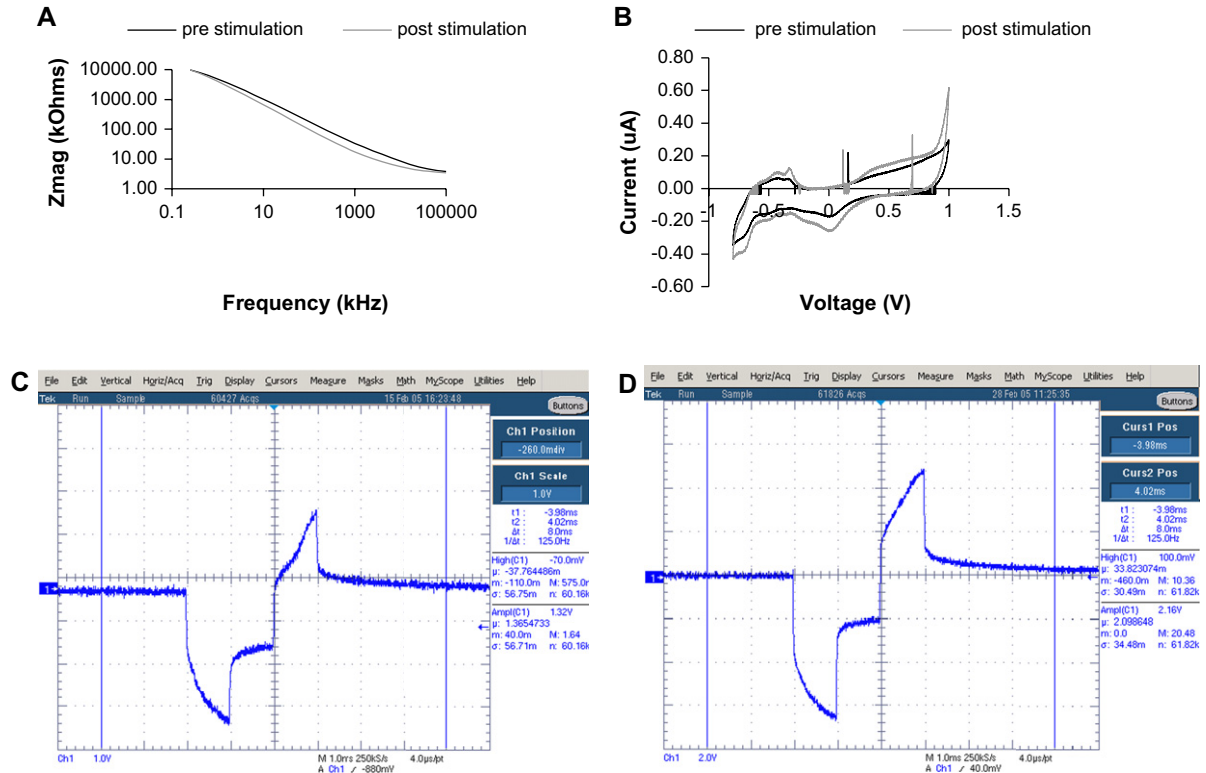 A
pre stimulation post stimulation
10000.00
1000.00
100.00
10.00
1.00
0.1 10 1000 100000
Zmag (kOhms)
Frequency (kHz)
B
pre stimulation post stimulation
0.80
0.60
0.40
0.20
0.00
-0.20
-0.40
-0.60
-1 -0.5 0 0.5 1 1.5
Current (uA)
Voltage (V)
C
File Edit Vertical Horiz/Acq Trig Display Cursors Measure Masks Math MyScope Utilities Help
Tek Run Sample 60427 Acqs 15 Feb 05 16:23:48
Buttons
Ch1 Position
-260.0mdiv
Ch1 Scale
1.0V
t1 : -3.98ms
t2 : 4.02ms
Δt : 8.0ms
1/Δt : 125.0Hz
High(C1) -70.0mV
µ: -37.764486m
m: -110.0m M: 575.0m
σ: 56.75m n: 60.16k
Ampl(C1) 1.32V
µ: 1.3654733
m: 40.0m M: 1.64
σ: 56.71m n: 60.16k
1
Ch1 1.0V
M 1.0ms 250kS/s 4.0µs/pt
A Ch1 ∕ -880mV
D
File Edit Vertical Horiz/Acq Trig Display Cursors Measure Masks Math MyScope Utilities Help
Tek Run Sample 61826 Acqs 28 Feb 05 11:25:35
Buttons
Curs1 Pos
-3.98ms
Curs2 Pos
4.02ms
t1 : -3.98ms
t2 : 4.02ms
Δt : 8.0ms
1/Δt : 125.0Hz
High(C1) 100.0mV
µ: 33.823074m
m: -460.0m M: 10.36
σ: 30.49m n: 61.82k
Ampl(C1) 2.16V
µ: 2.098648
m: 0.0 M: 20.48
σ: 34.48m n: 61.82k
1
Ch1 2.0V
M 1.0ms 250kS/s 4.0µs/pt
A Ch1 ∕ 40.0mV